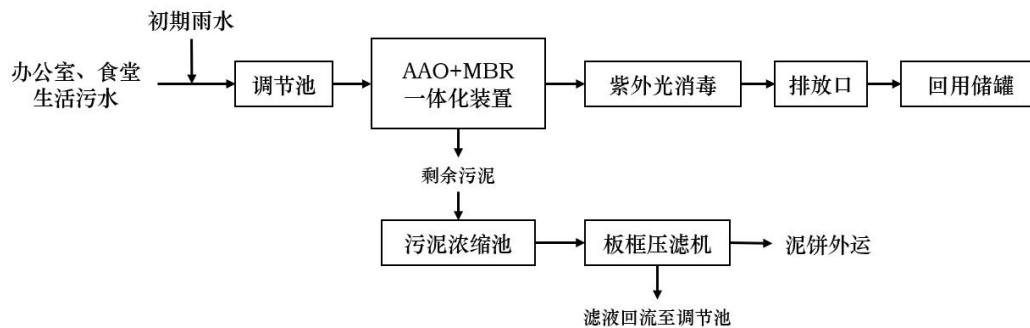 初期雨水
办公室、食堂
生活污水
调节池
AAO+MBR
一体化装置
紫外光消毒
排放口
回用储罐
剩余污泥
污泥浓缩池
板框压滤机
泥饼外运
滤液回流至调节池